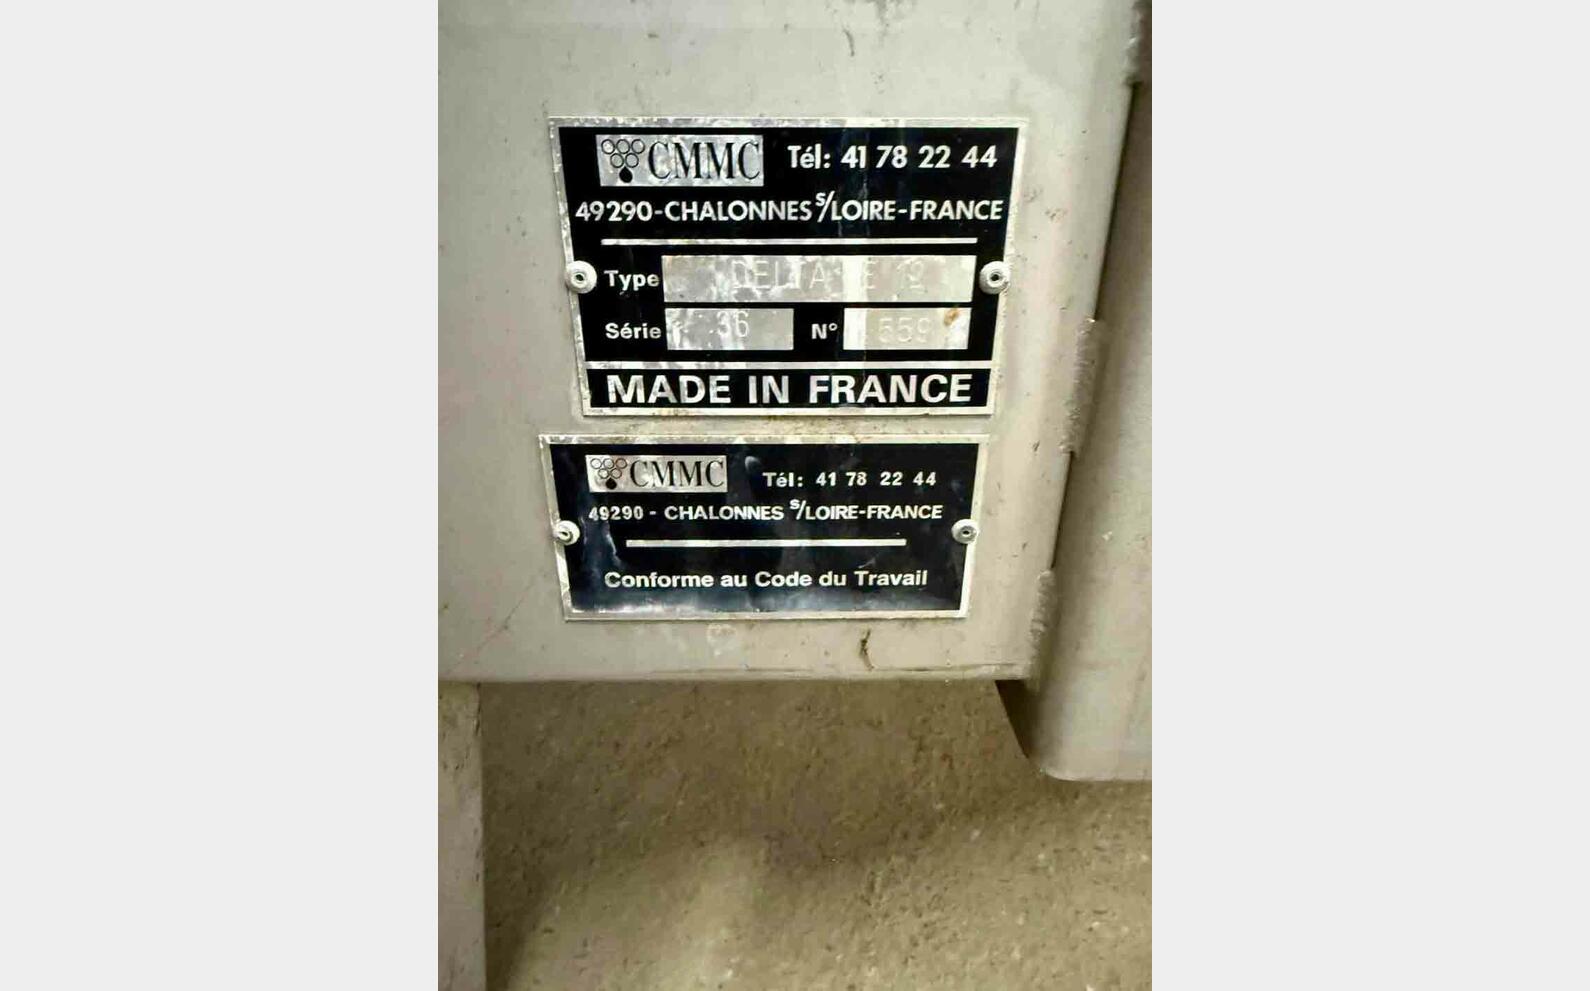 CMMC Tél: 41 78 22 44
49290-CHALONNES S/LOIRE-FRANCE
Type DELTA E 12
Série 36 N° 559
MADE IN FRANCE
CMMC Tél: 41 78 22 44
49290 - CHALONNES S/LOIRE-FRANCE
Conforme au Code du Travail